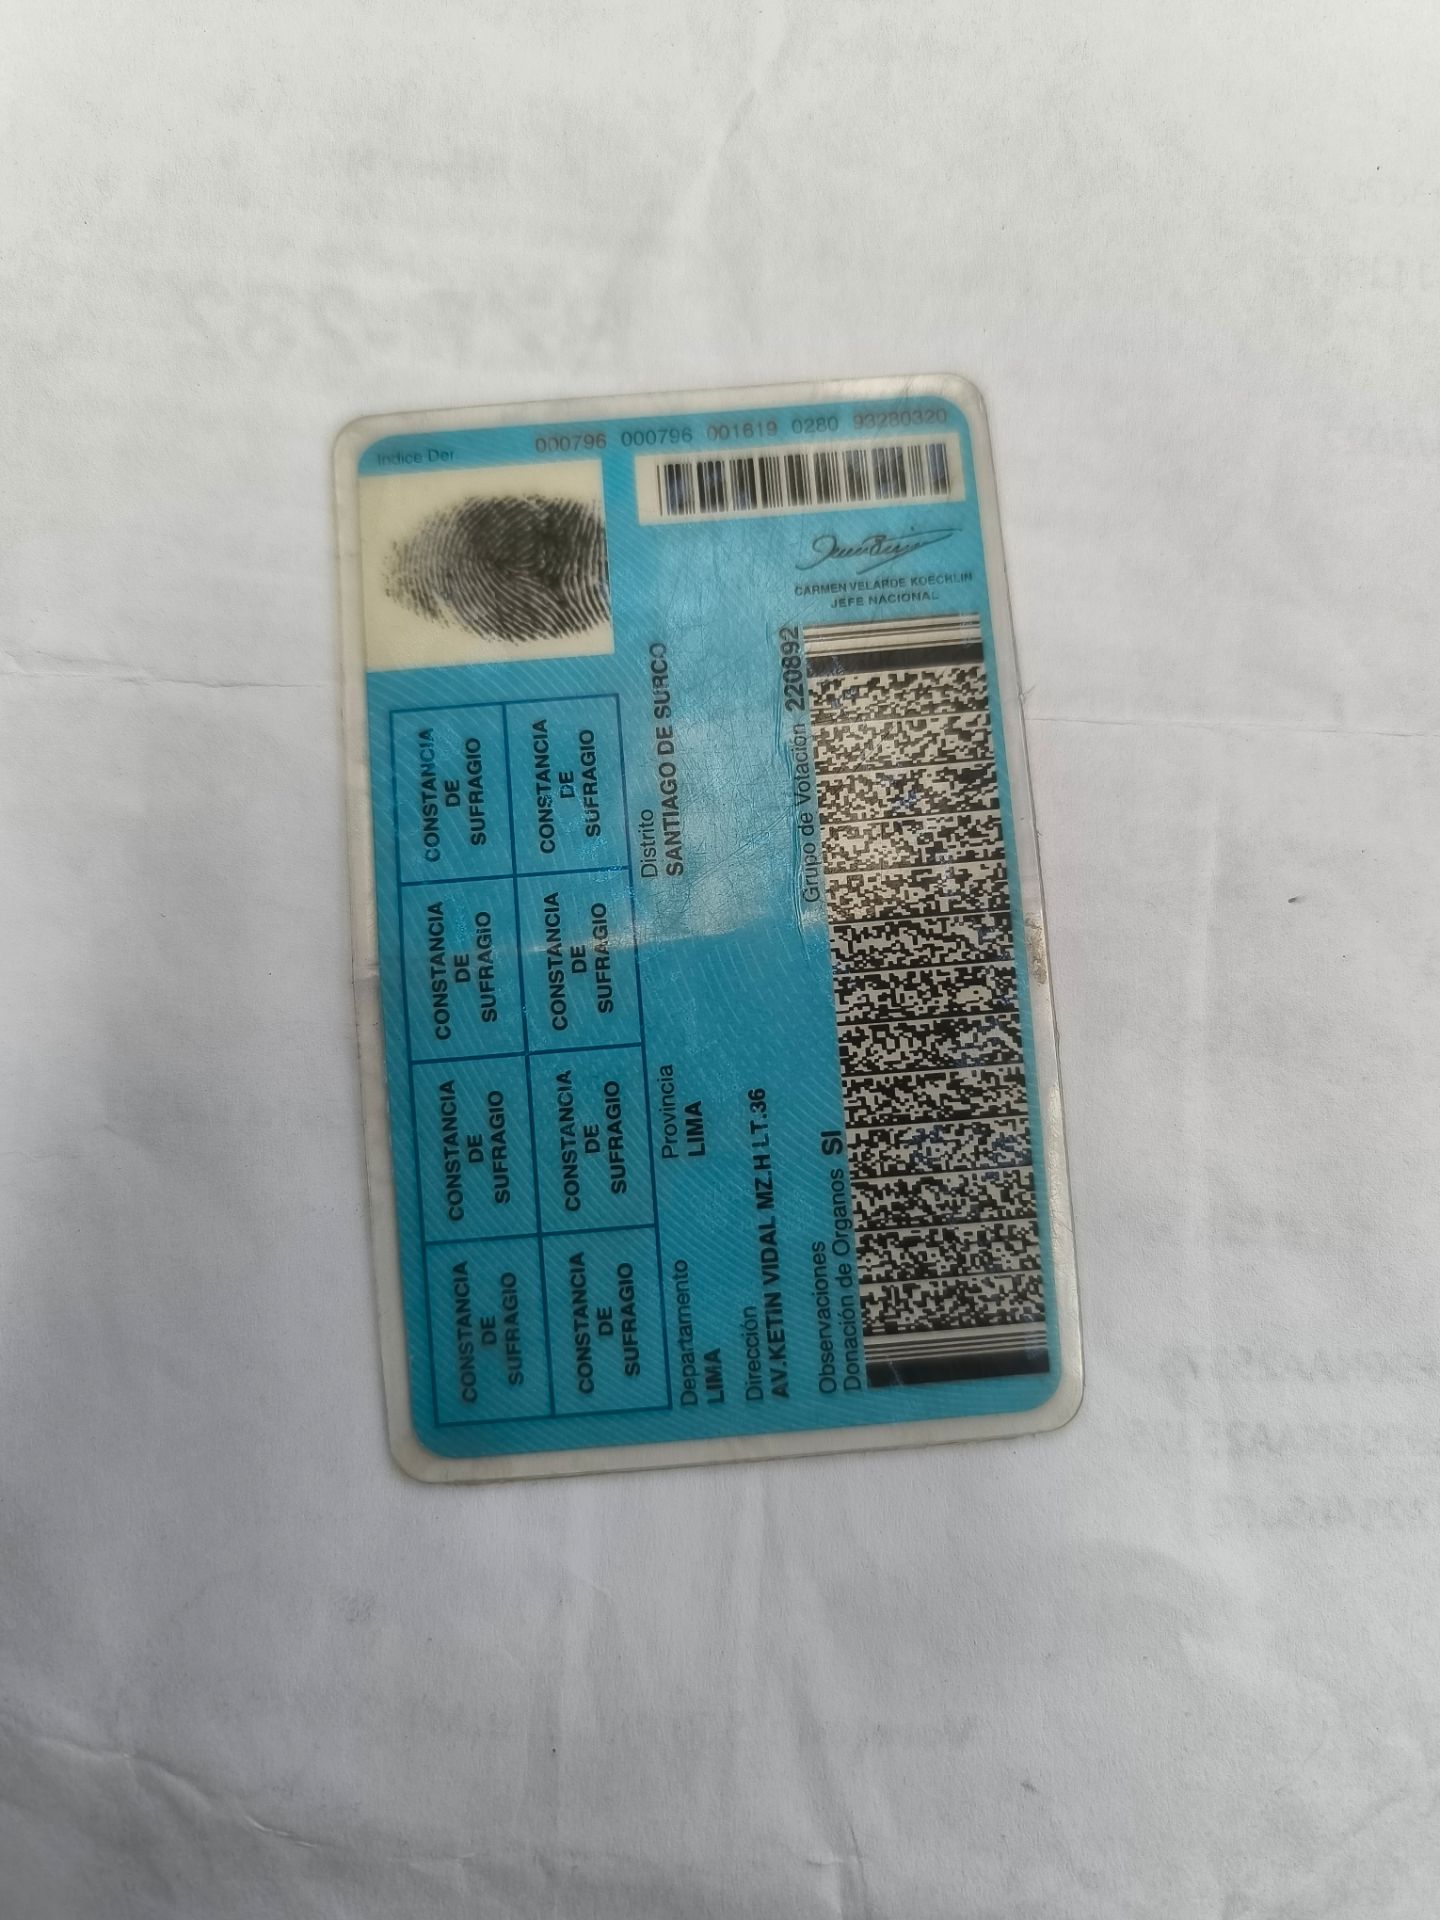 Indice Der.
000796 000796 001619 0280 93280320
CARMEN VELARDE KOECHLIN
JEFE NACIONAL
CONSTANCIA DE SUFRAGIO
CONSTANCIA DE SUFRAGIO
CONSTANCIA DE SUFRAGIO
CONSTANCIA DE SUFRAGIO
CONSTANCIA DE SUFRAGIO
CONSTANCIA DE SUFRAGIO
CONSTANCIA DE SUFRAGIO
CONSTANCIA DE SUFRAGIO
Departamento Provincia Distrito
LIMA LIMA SANTIAGO DE SURCO
Dirección
AV.KETIN VIDAL MZ.H LT.36
Observaciones
Donación de Organos SI Grupo de Votación 220892